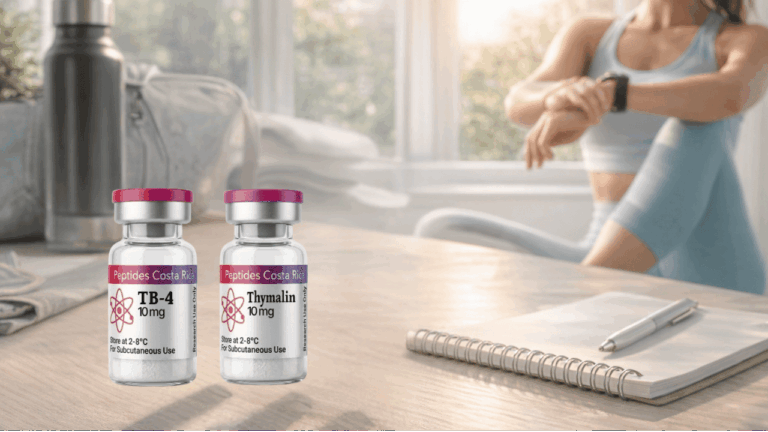 Peptides Costa Rica
TB-4
10mg
Store at 2-8°C
For Subcutaneous Use
Research Use Only
Peptides Costa Rica
Thymalin
10mg
Store at 2-8°C
For Subcutaneous Use
Research Use Only